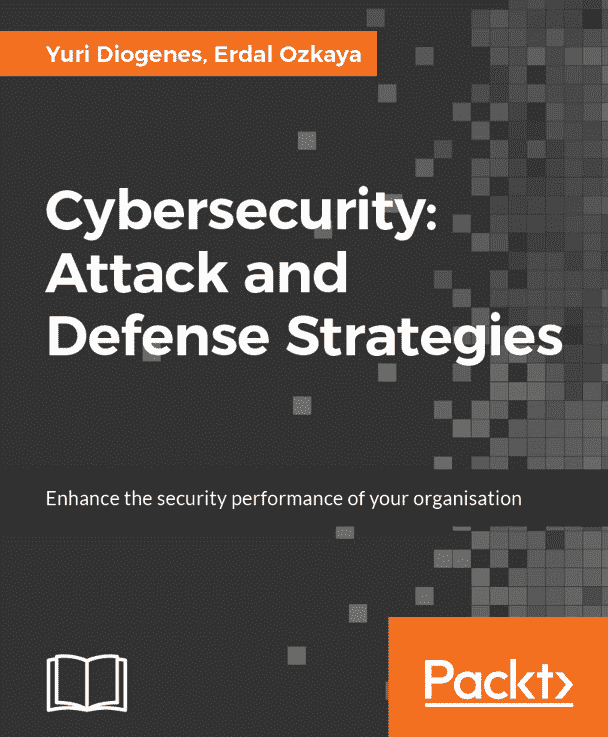 Yuri Diogenes, Erdal Ozkaya
Cybersecurity:
Attack and
Defense Strategies
Enhance the security performance of your organisation
Packt>